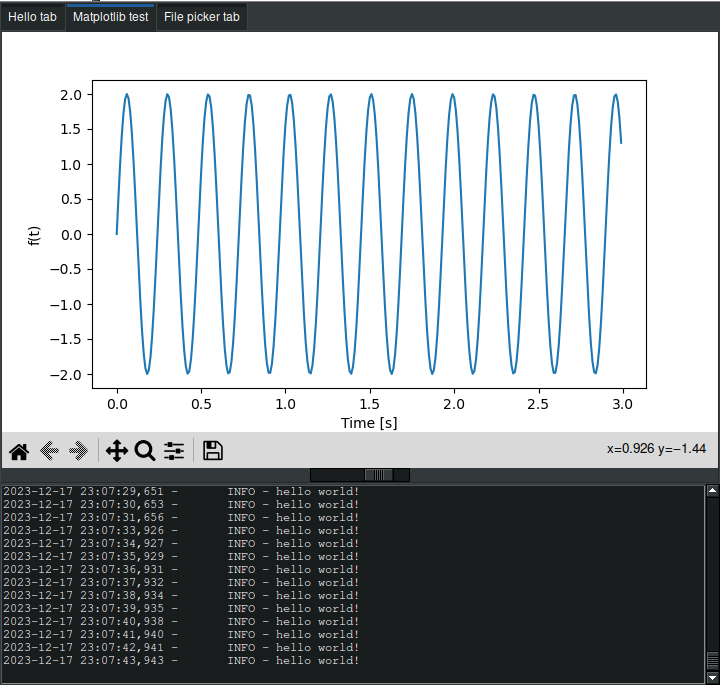 Hello tab Matplotlib test File picker tab
2.0
1.5
1.0
0.5
0.0
−0.5
−1.0
−1.5
−2.0
f(t)
0.0 0.5 1.0 1.5 2.0 2.5 3.0
Time [s]
x=0.926 y=−1.44
2023-12-17 23:07:29,651 - INFO - hello world!
2023-12-17 23:07:30,653 - INFO - hello world!
2023-12-17 23:07:31,656 - INFO - hello world!
2023-12-17 23:07:33,926 - INFO - hello world!
2023-12-17 23:07:34,927 - INFO - hello world!
2023-12-17 23:07:35,929 - INFO - hello world!
2023-12-17 23:07:36,931 - INFO - hello world!
2023-12-17 23:07:37,932 - INFO - hello world!
2023-12-17 23:07:38,934 - INFO - hello world!
2023-12-17 23:07:39,935 - INFO - hello world!
2023-12-17 23:07:40,938 - INFO - hello world!
2023-12-17 23:07:41,940 - INFO - hello world!
2023-12-17 23:07:42,941 - INFO - hello world!
2023-12-17 23:07:43,943 - INFO - hello world!